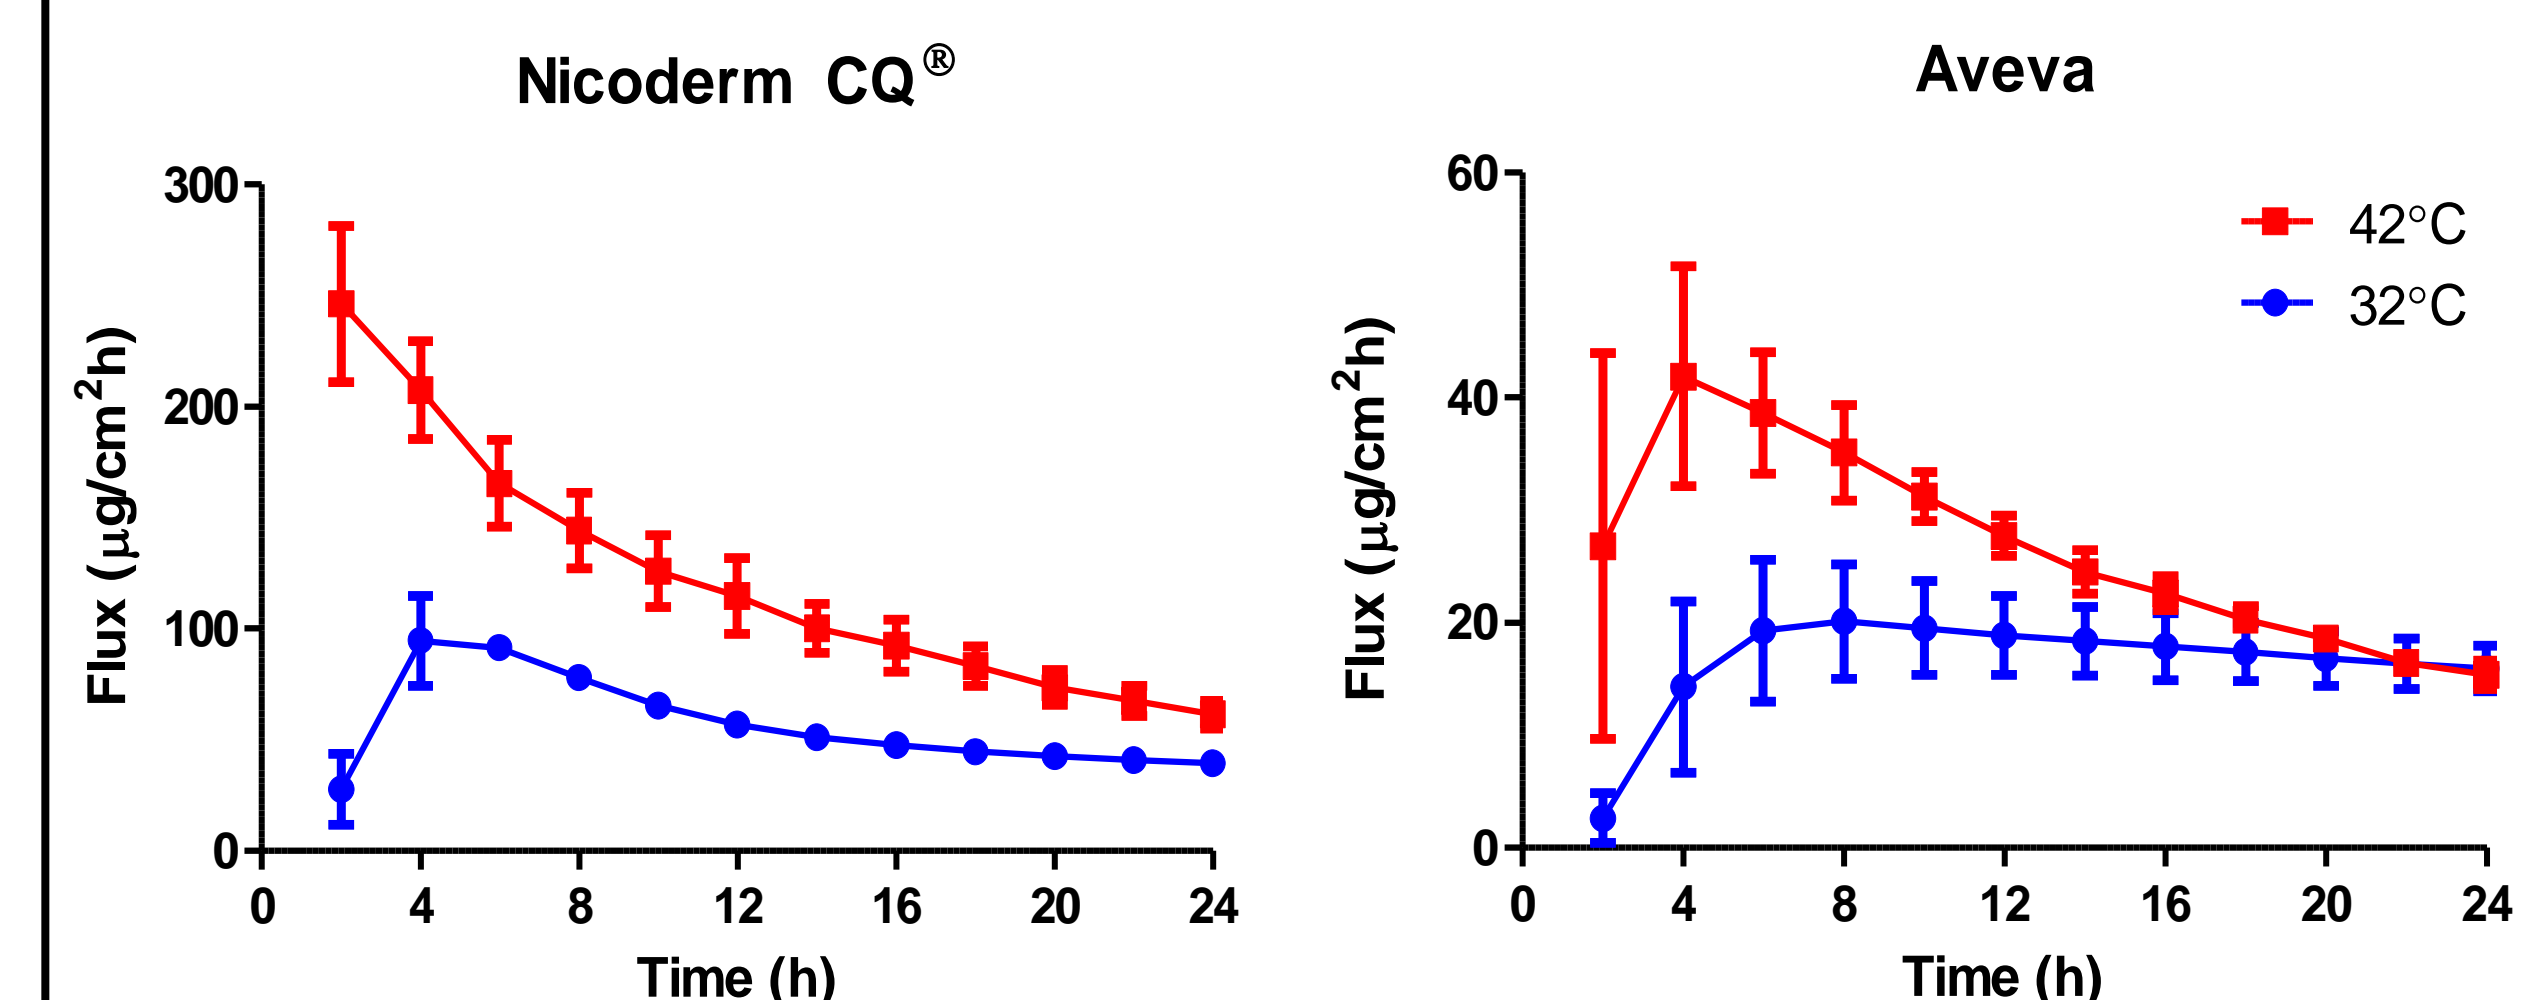 Nicoderm CQ®
300
200
100
0
Flux (μg/cm²h)
0 4 8 12 16 20 24
Time (h)
Aveva
60
40
20
0
Flux (μg/cm²h)
42°C
32°C
0 4 8 12 16 20 24
Time (h)